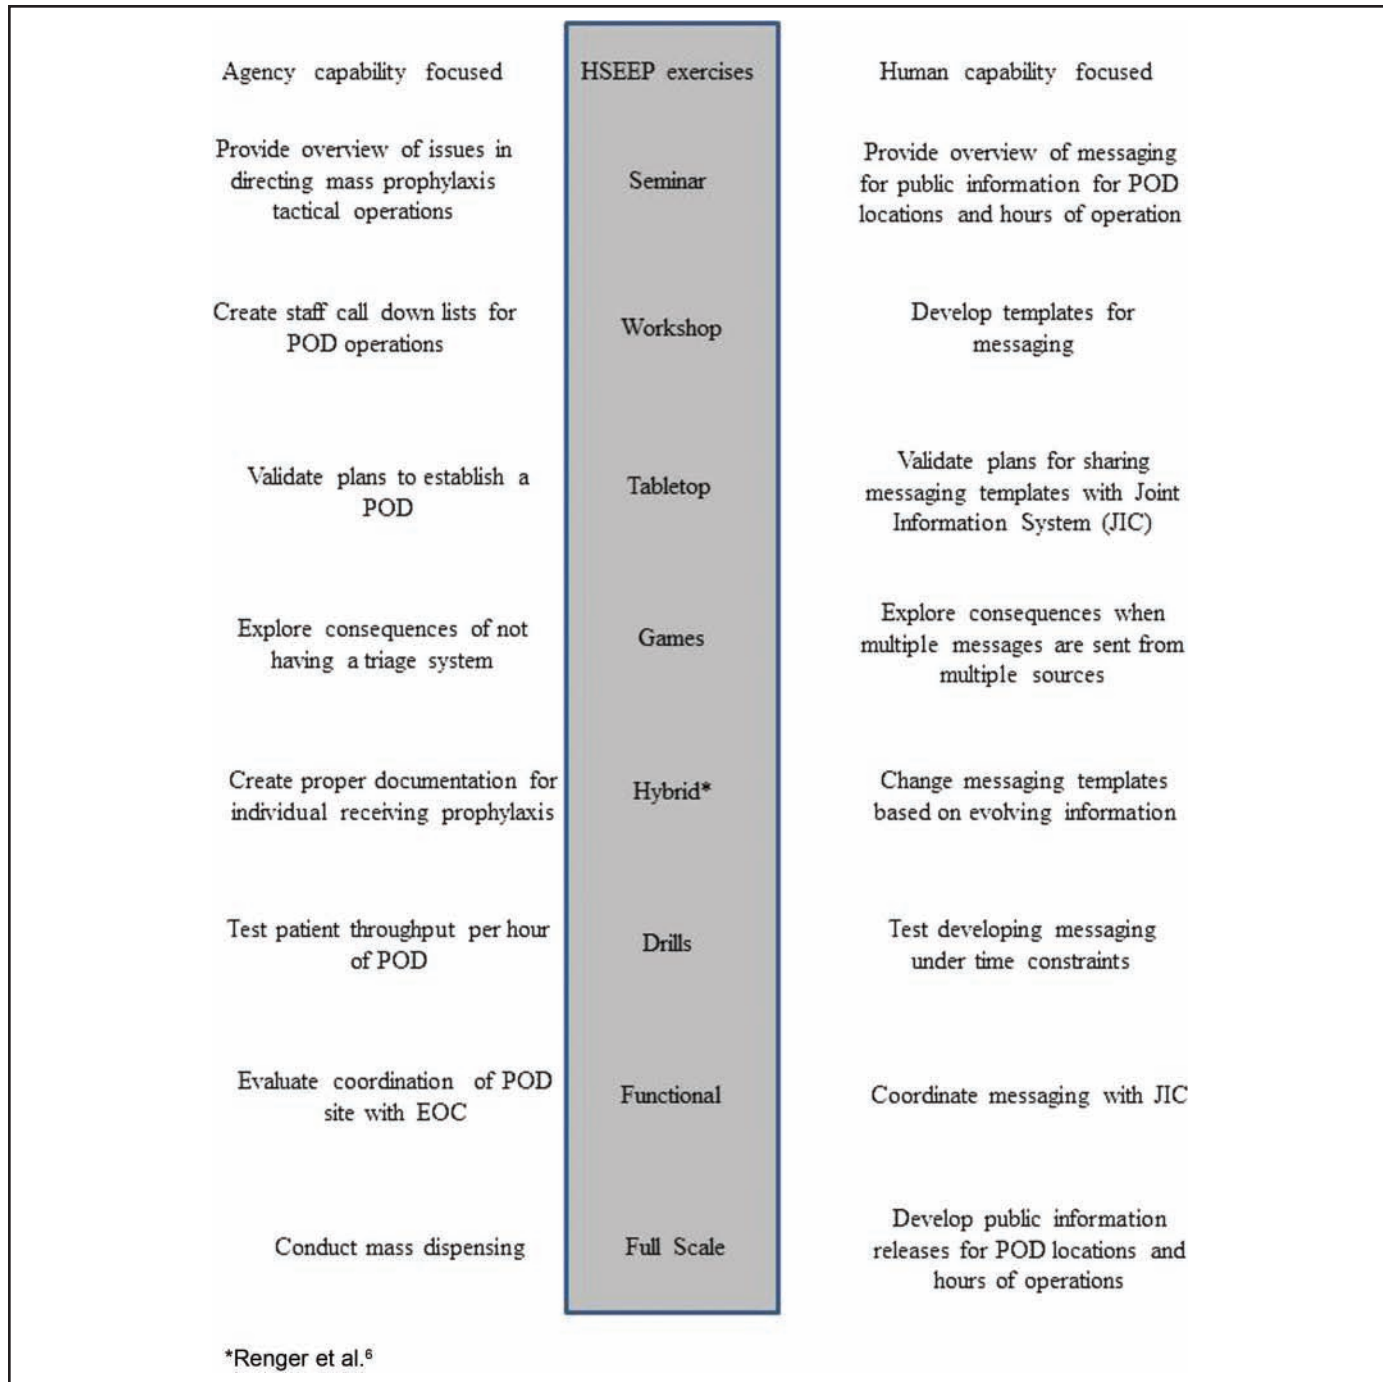 Agency capability focused
HSEEP exercises
Human capability focused
Provide overview of issues in
directing mass prophylaxis
tactical operations
Seminar
Provide overview of messaging
for public information for POD
locations and hours of operation
Create staff call down lists for
POD operations
Workshop
Develop templates for
messaging
Validate plans to establish a
POD
Tabletop
Validate plans for sharing
messaging templates with Joint
Information System (JIC)
Explore consequences of not
having a triage system
Games
Explore consequences when
multiple messages are sent from
multiple sources
Create proper documentation for
individual receiving prophylaxis
Hybrid*
Change messaging templates
based on evolving information
Test patient throughput per hour
of POD
Drills
Test developing messaging
under time constraints
Evaluate coordination of POD
site with EOC
Functional
Coordinate messaging with JIC
Conduct mass dispensing
Full Scale
Develop public information
releases for POD locations and
hours of operations
*Renger et al.⁶